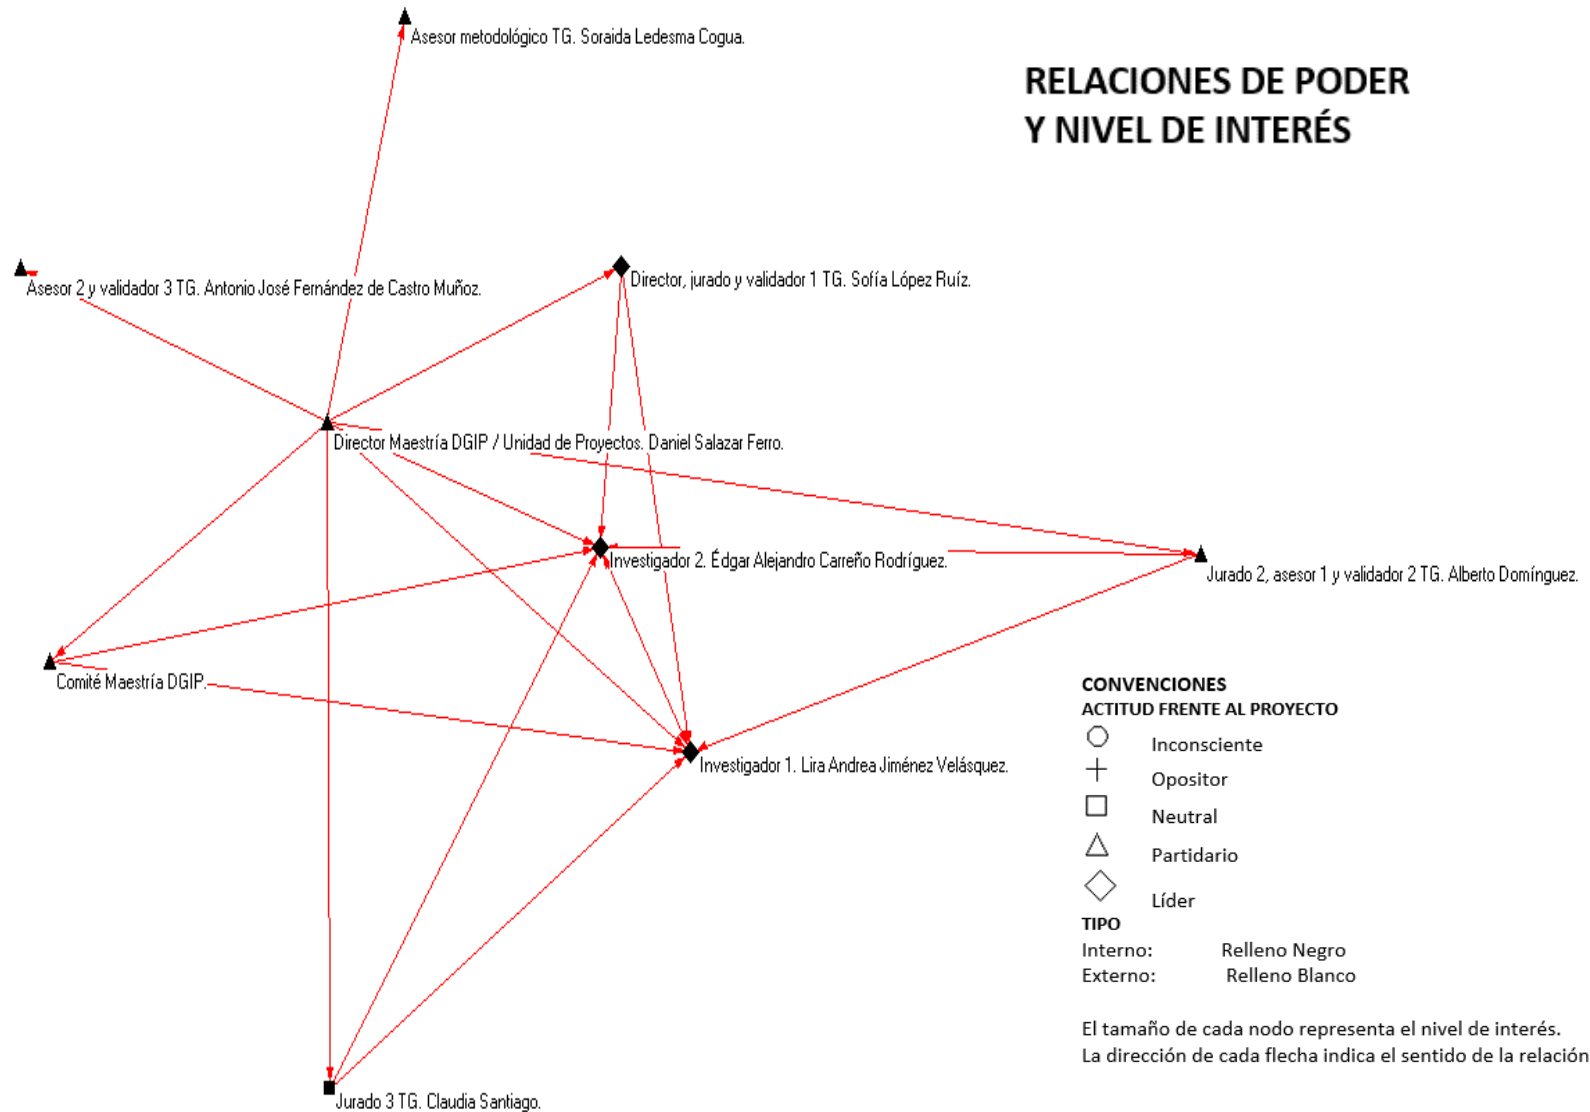 Asesor metodológico TG. Soraida Ledesma Cogua.
RELACIONES DE PODER
Y NIVEL DE INTERÉS
Asesor 2 y validador 3 TG. Antonio José Fernández de Castro Muñoz.
Director, jurado y validador 1 TG. Sofía López Ruíz.
Director Maestría DGIP / Unidad de Proyectos. Daniel Salazar Ferro.
Investigador 2. Édgar Alejandro Carreño Rodríguez.
Jurado 2, asesor 1 y validador 2 TG. Alberto Domínguez.
Comité Maestría DGIP.
Investigador 1. Lira Andrea Jiménez Velásquez.
Jurado 3 TG. Claudia Santiago.
CONVENCIONES
ACTITUD FRENTE AL PROYECTO
Inconsciente
Opositor
Neutral
Partidario
Líder
TIPO
Interno: Relleno Negro
Externo: Relleno Blanco
El tamaño de cada nodo representa el nivel de interés.
La dirección de cada flecha indica el sentido de la relación